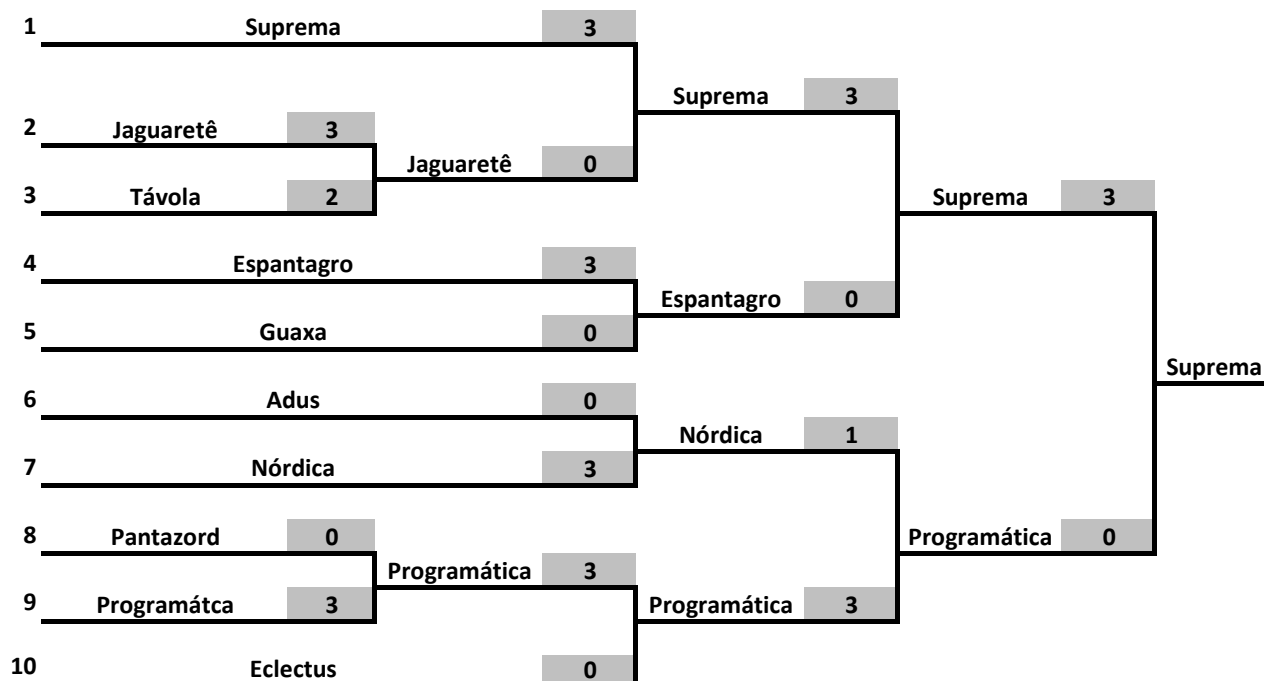 1 Suprema 3
Suprema 3
2 Jaguaretê 3
Jaguaretê 0
3 Távola 2
Suprema 3
4 Espantagro 3
Espantagro 0
5 Guaxa 0
Suprema
6 Adus 0
Nórdica 1
7 Nórdica 3
8 Pantazord 0
Programática 0
Programática 3
9 Programátca 3
Programática 3
10 Eclectus 0